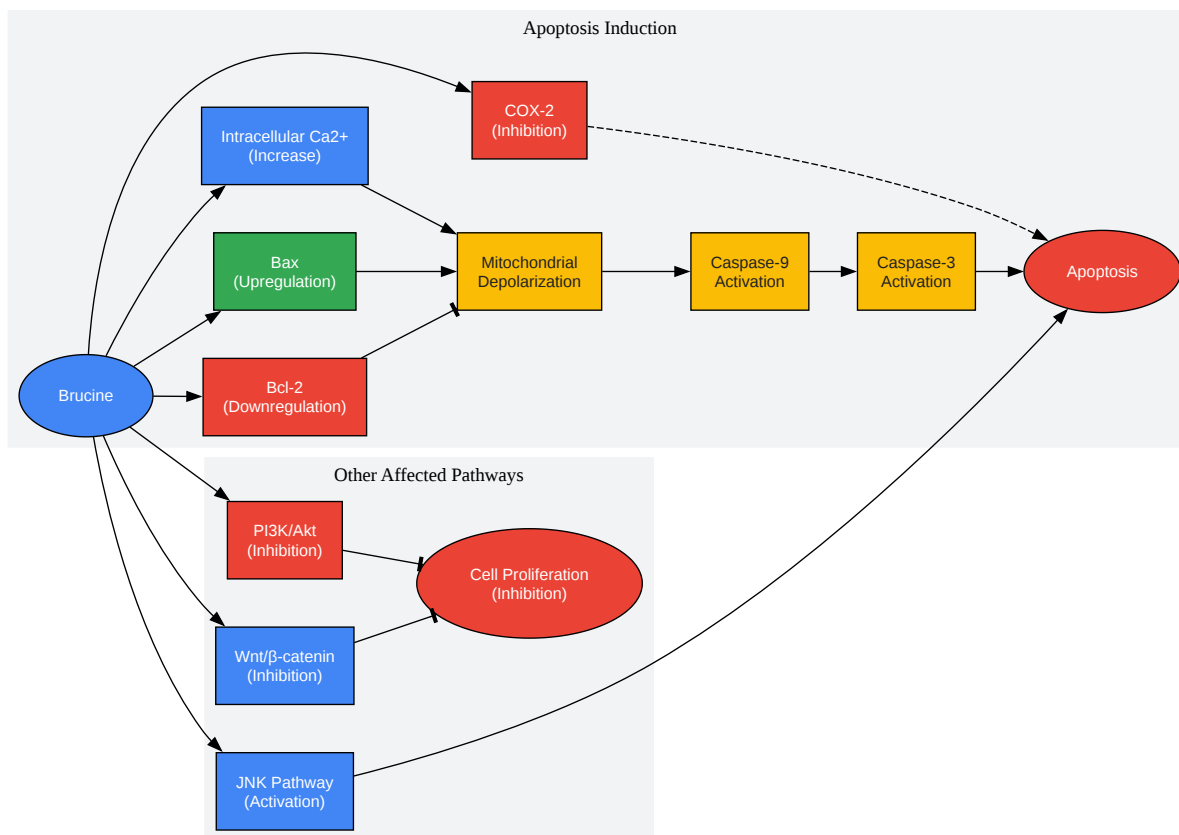 Apoptosis Induction
COX-2
(Inhibition)
Intracellular Ca2+
(Increase)
Bax
(Upregulation)
Mitochondrial
Depolarization
Caspase-9
Activation
Caspase-3
Activation
Apoptosis
Brucine
Bcl-2
(Downregulation)
Other Affected Pathways
PI3K/Akt
(Inhibition)
Cell Proliferation
(Inhibition)
Wnt/β-catenin
(Inhibition)
JNK Pathway
(Activation)